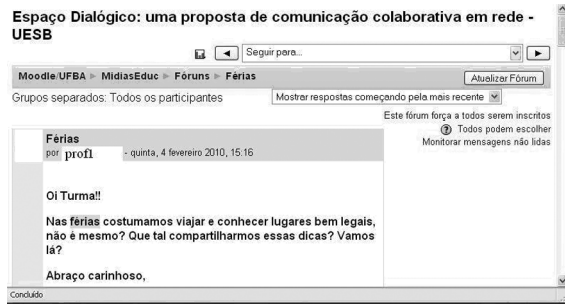 Espaço Dialógico: uma proposta de comunicação colaborativa em rede -
UESB
Seguir para...
Moodle/UFBA ► MidiasEduc ► Fóruns ► Férias
Atualizar Fórum
Grupos separados: Todos os participantes
Mostrar respostas começando pela mais recente
Este fórum força a todos serem inscritos
Todos podem escolher
Monitorar mensagens não lidas
Férias
por prof1 - quinta, 4 fevereiro 2010, 15:16
Oi Turma!!
Nas férias costumamos viajar e conhecer lugares bem legais,
não é mesmo? Que tal compartilharmos essas dicas? Vamos
lá?
Abraço carinhoso,
Concluído